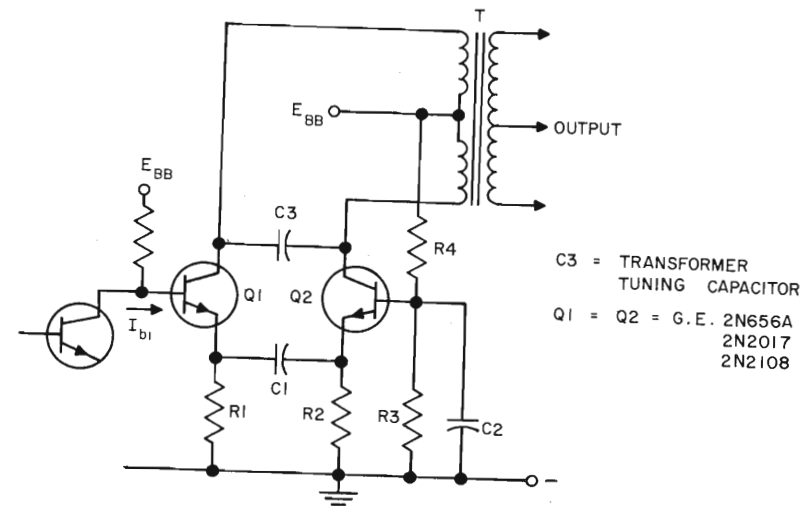 T
E BB
OUTPUT
E BB
C3
R4
Q1
Q2
I b1
C1
R1
R2
R3
C2
−
C3 = TRANSFORMER
TUNING CAPACITOR
Q1 = Q2 = G.E. 2N656A
2N2017
2N2108